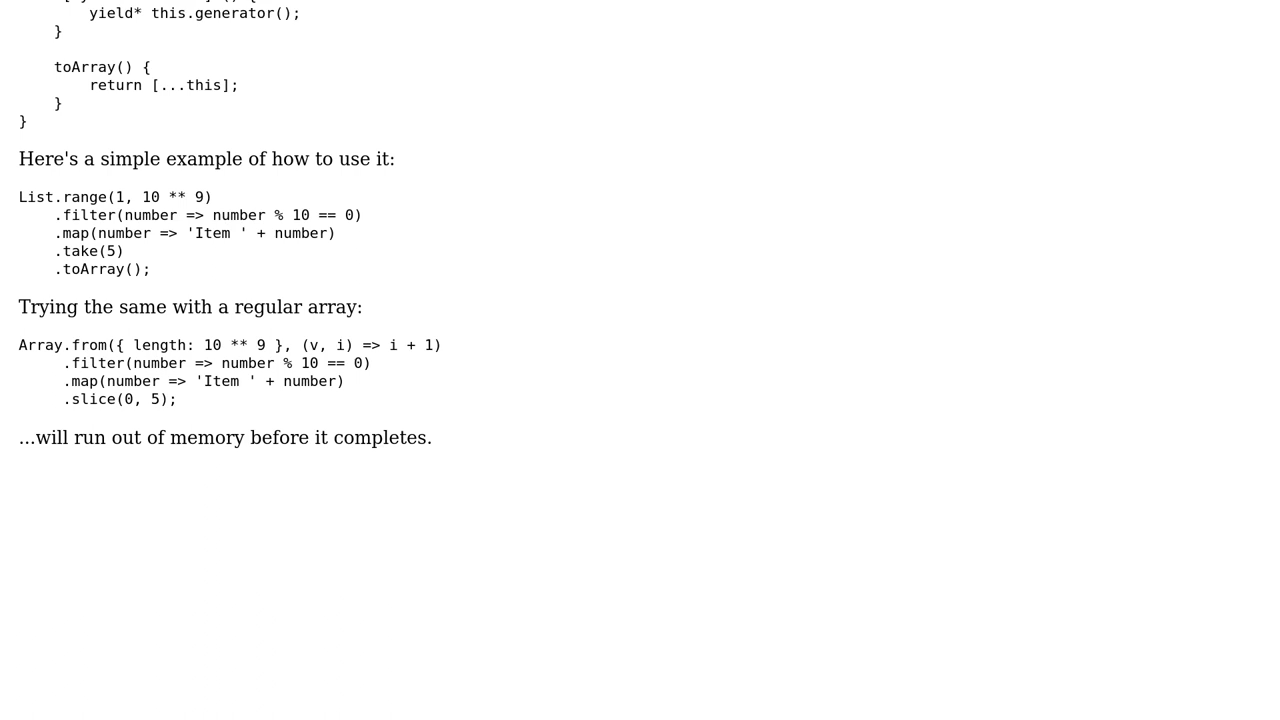 yield* this.generator();
}
toArray() {
return [...this];
}
}
Here's a simple example of how to use it:
List.range(1, 10 ** 9)
.filter(number => number % 10 == 0)
.map(number => 'Item ' + number)
.take(5)
.toArray();
Trying the same with a regular array:
Array.from({ length: 10 ** 9 }, (v, i) => i + 1)
.filter(number => number % 10 == 0)
.map(number => 'Item ' + number)
.slice(0, 5);
...will run out of memory before it completes.